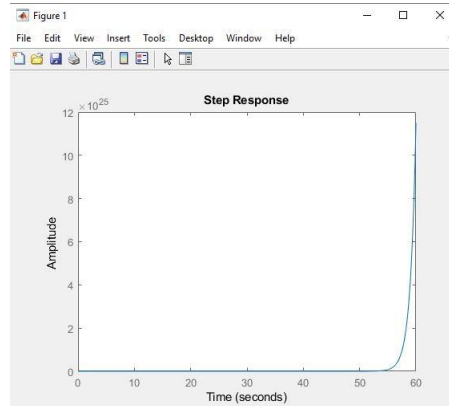 Figure 1
File Edit View Insert Tools Desktop Window Help
Step Response
12 × 10^25
10
8
6
4
2
0
Amplitude
0 10 20 30 40 50 60
Time (seconds)